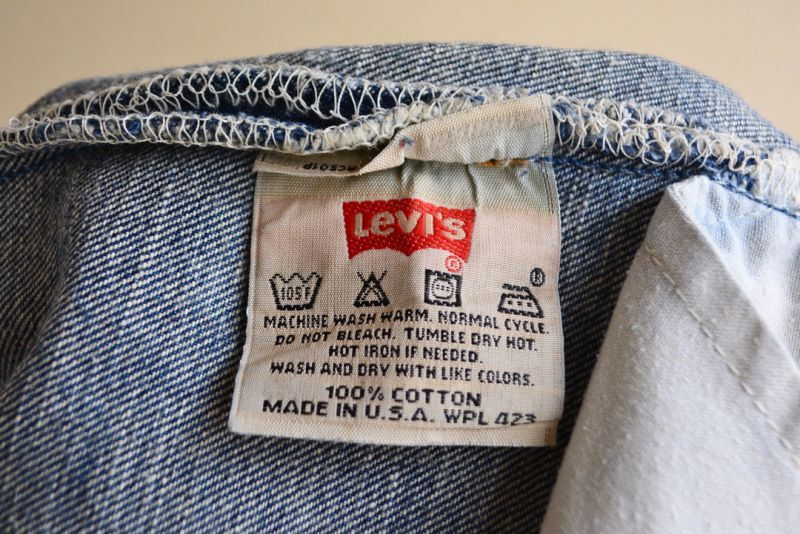 Levi's
105F
MACHINE WASH WARM. NORMAL CYCLE.
DO NOT BLEACH. TUMBLE DRY HOT.
HOT IRON IF NEEDED.
WASH AND DRY WITH LIKE COLORS.
100% COTTON
MADE IN U.S.A. WPL 423